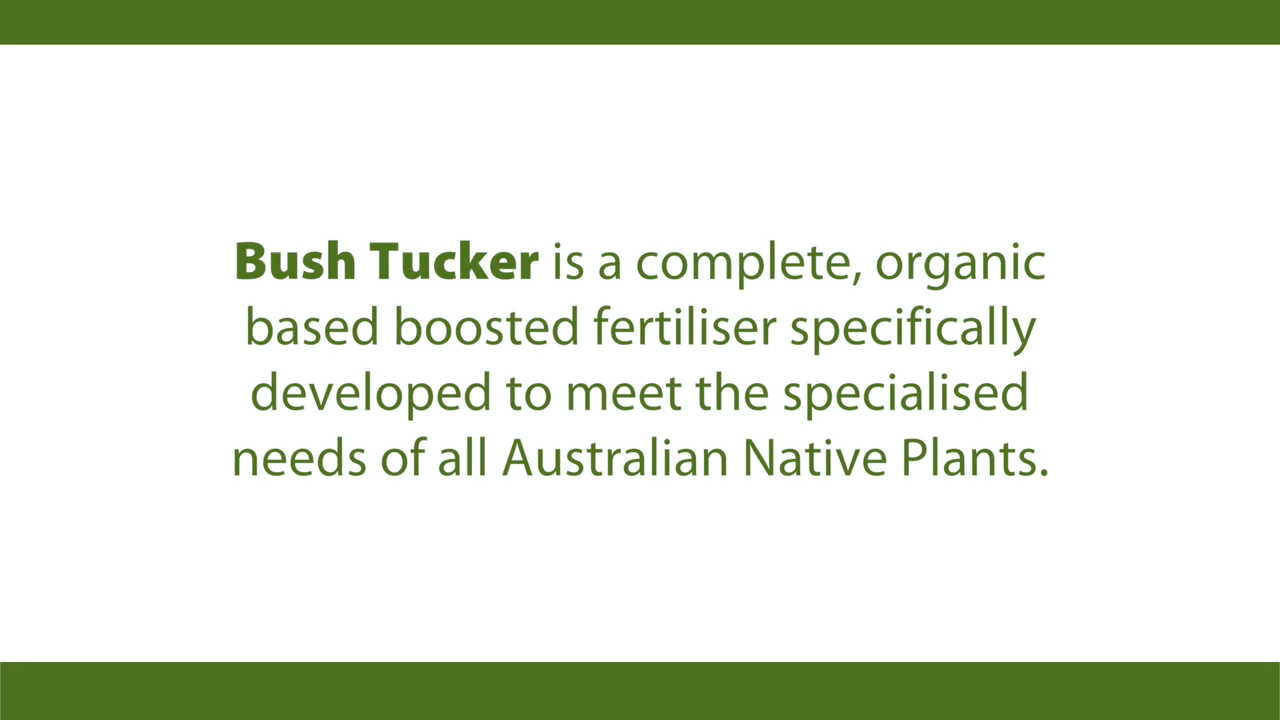 Bush Tucker is a complete, organic
based boosted fertiliser specifically
developed to meet the specialised
needs of all Australian Native Plants.